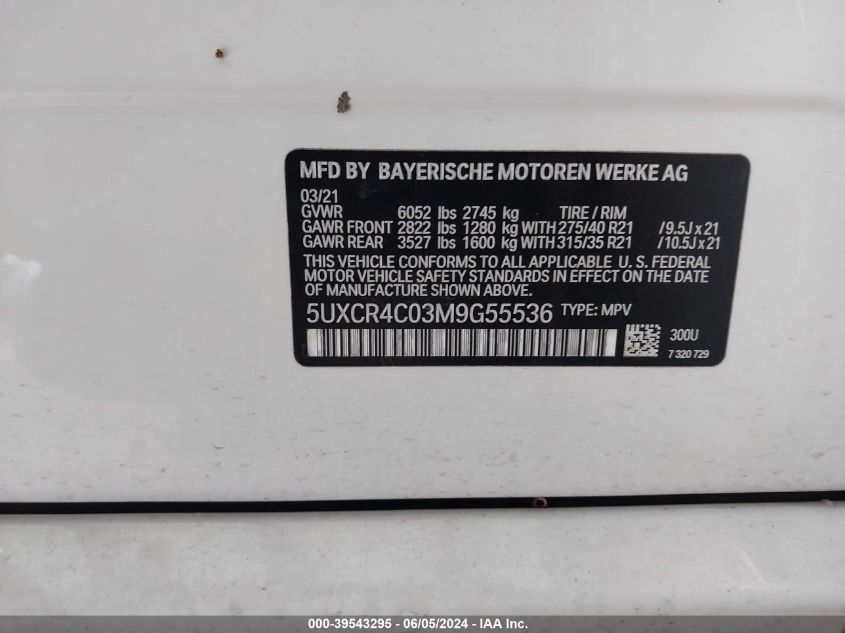 MFD BY BAYERISCHE MOTOREN WERKE AG
03/21
GVWR 6052 lbs 2745 kg TIRE / RIM
GAWR FRONT 2822 lbs 1280 kg WITH 275/40 R21 /9.5J x 21
GAWR REAR 3527 lbs 1600 kg WITH 315/35 R21 /10.5J x 21
THIS VEHICLE CONFORMS TO ALL APPLICABLE U. S. FEDERAL
MOTOR VEHICLE SAFETY STANDARDS IN EFFECT ON THE DATE
OF MANUFACTURE SHOWN ABOVE.
5UXCR4C03M9G55536 TYPE: MPV
300U
7 320 729
000-39543295 - 06/05/2024 - IAA Inc.